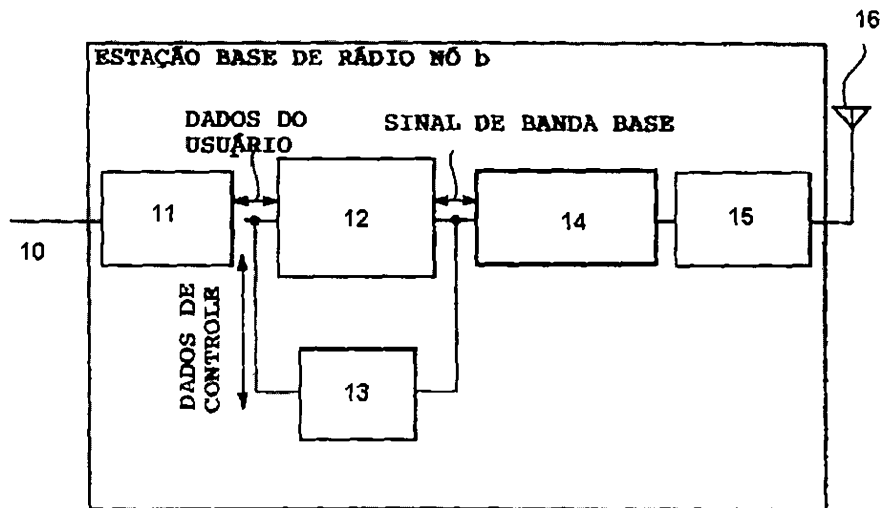 16
ESTAÇÃO BASE DE RÁDIO NÓ b
DADOS DO
USUÁRIO
SINAL DE BANDA BASE
11
12
14
15
10
DADOS DE
CONTROLE
13